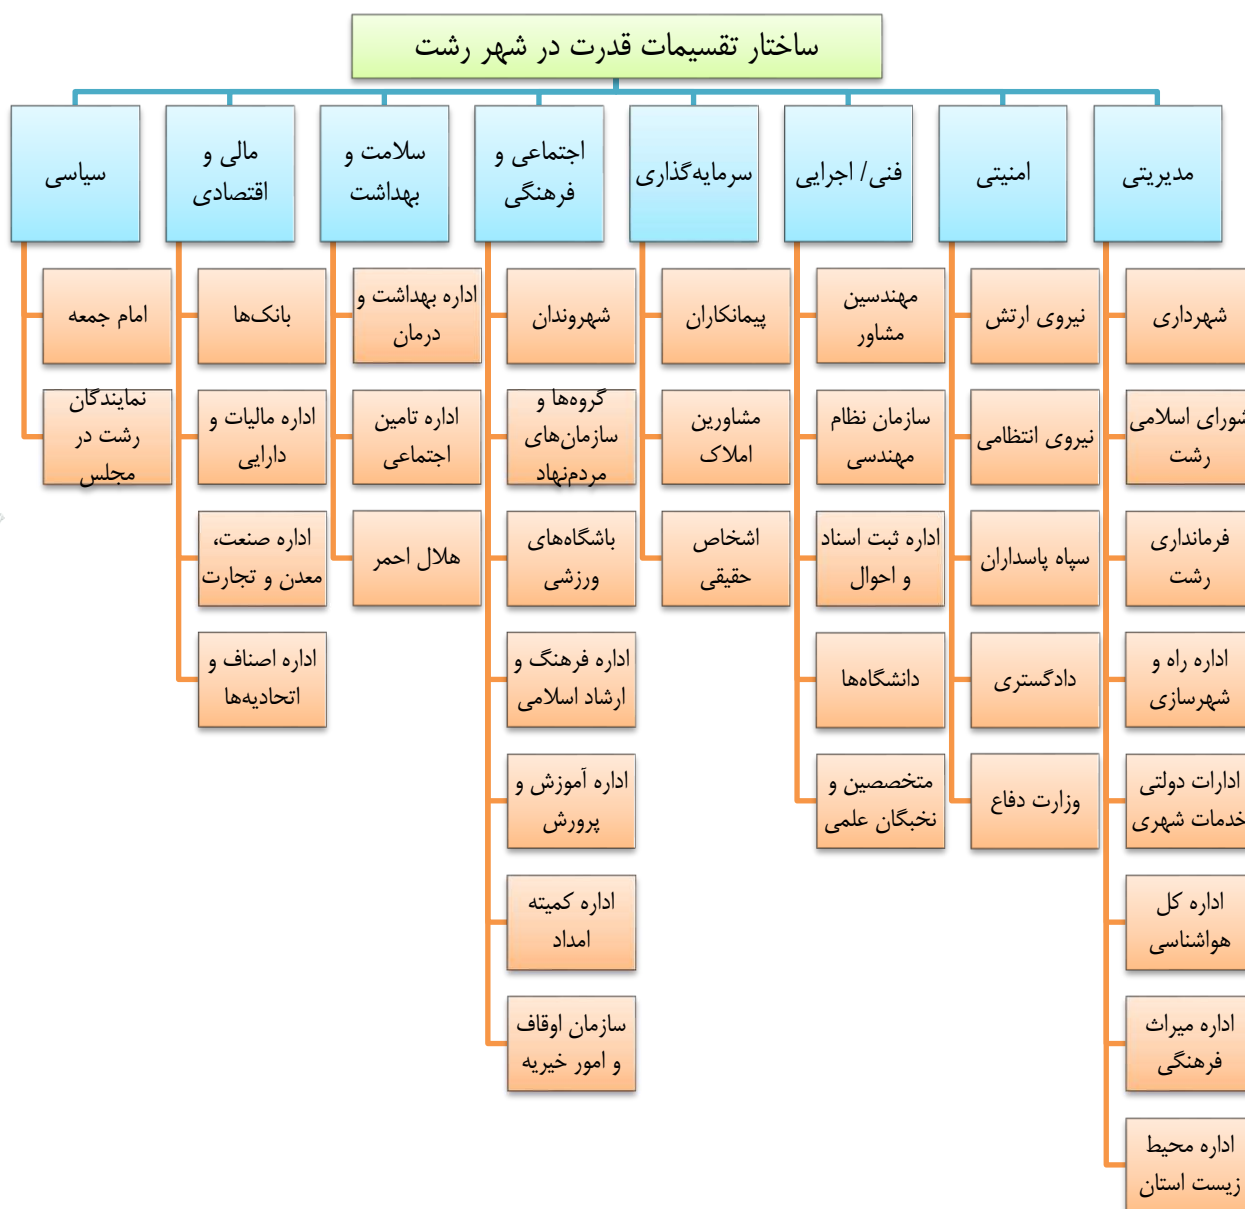 ساختار تقسیمات قدرت در شهر رشت
مدیریتی
شهرداری
شورای اسلامی
رشت
فرمانداری
رشت
اداره راه و
شهرسازی
ادارات دولتی
خدمات شهری
اداره کل
هواشناسی
اداره میراث
فرهنگی
اداره محیط
زیست استان
امنیتی
نیروی ارتش
نیروی انتظامی
سپاه پاسداران
دادگستری
وزارت دفاع
فنی/ اجرایی
مهندسین
مشاور
سازمان نظام
مهندسی
اداره ثبت اسناد
و احوال
دانشگاه‌ها
متخصصین و
نخبگان علمی
سرمایه‌گذاری
پیمانکاران
مشاورین
املاک
اشخاص
حقیقی
اجتماعی و
فرهنگی
شهروندان
گروه‌ها و
سازمان‌های
مردم‌نهاد
باشگاه‌های
ورزشی
اداره فرهنگ و
ارشاد اسلامی
اداره آموزش و
پرورش
اداره کمیته
امداد
سازمان اوقاف
و امور خیریه
سلامت و
بهداشت
اداره بهداشت و
درمان
اداره تامین
اجتماعی
هلال احمر
مالی و
اقتصادی
بانک‌ها
اداره مالیات و
دارایی
اداره صنعت،
معدن و تجارت
اداره اصناف و
اتحادیه‌ها
سیاسی
امام جمعه
نمایندگان
رشت در
مجلس